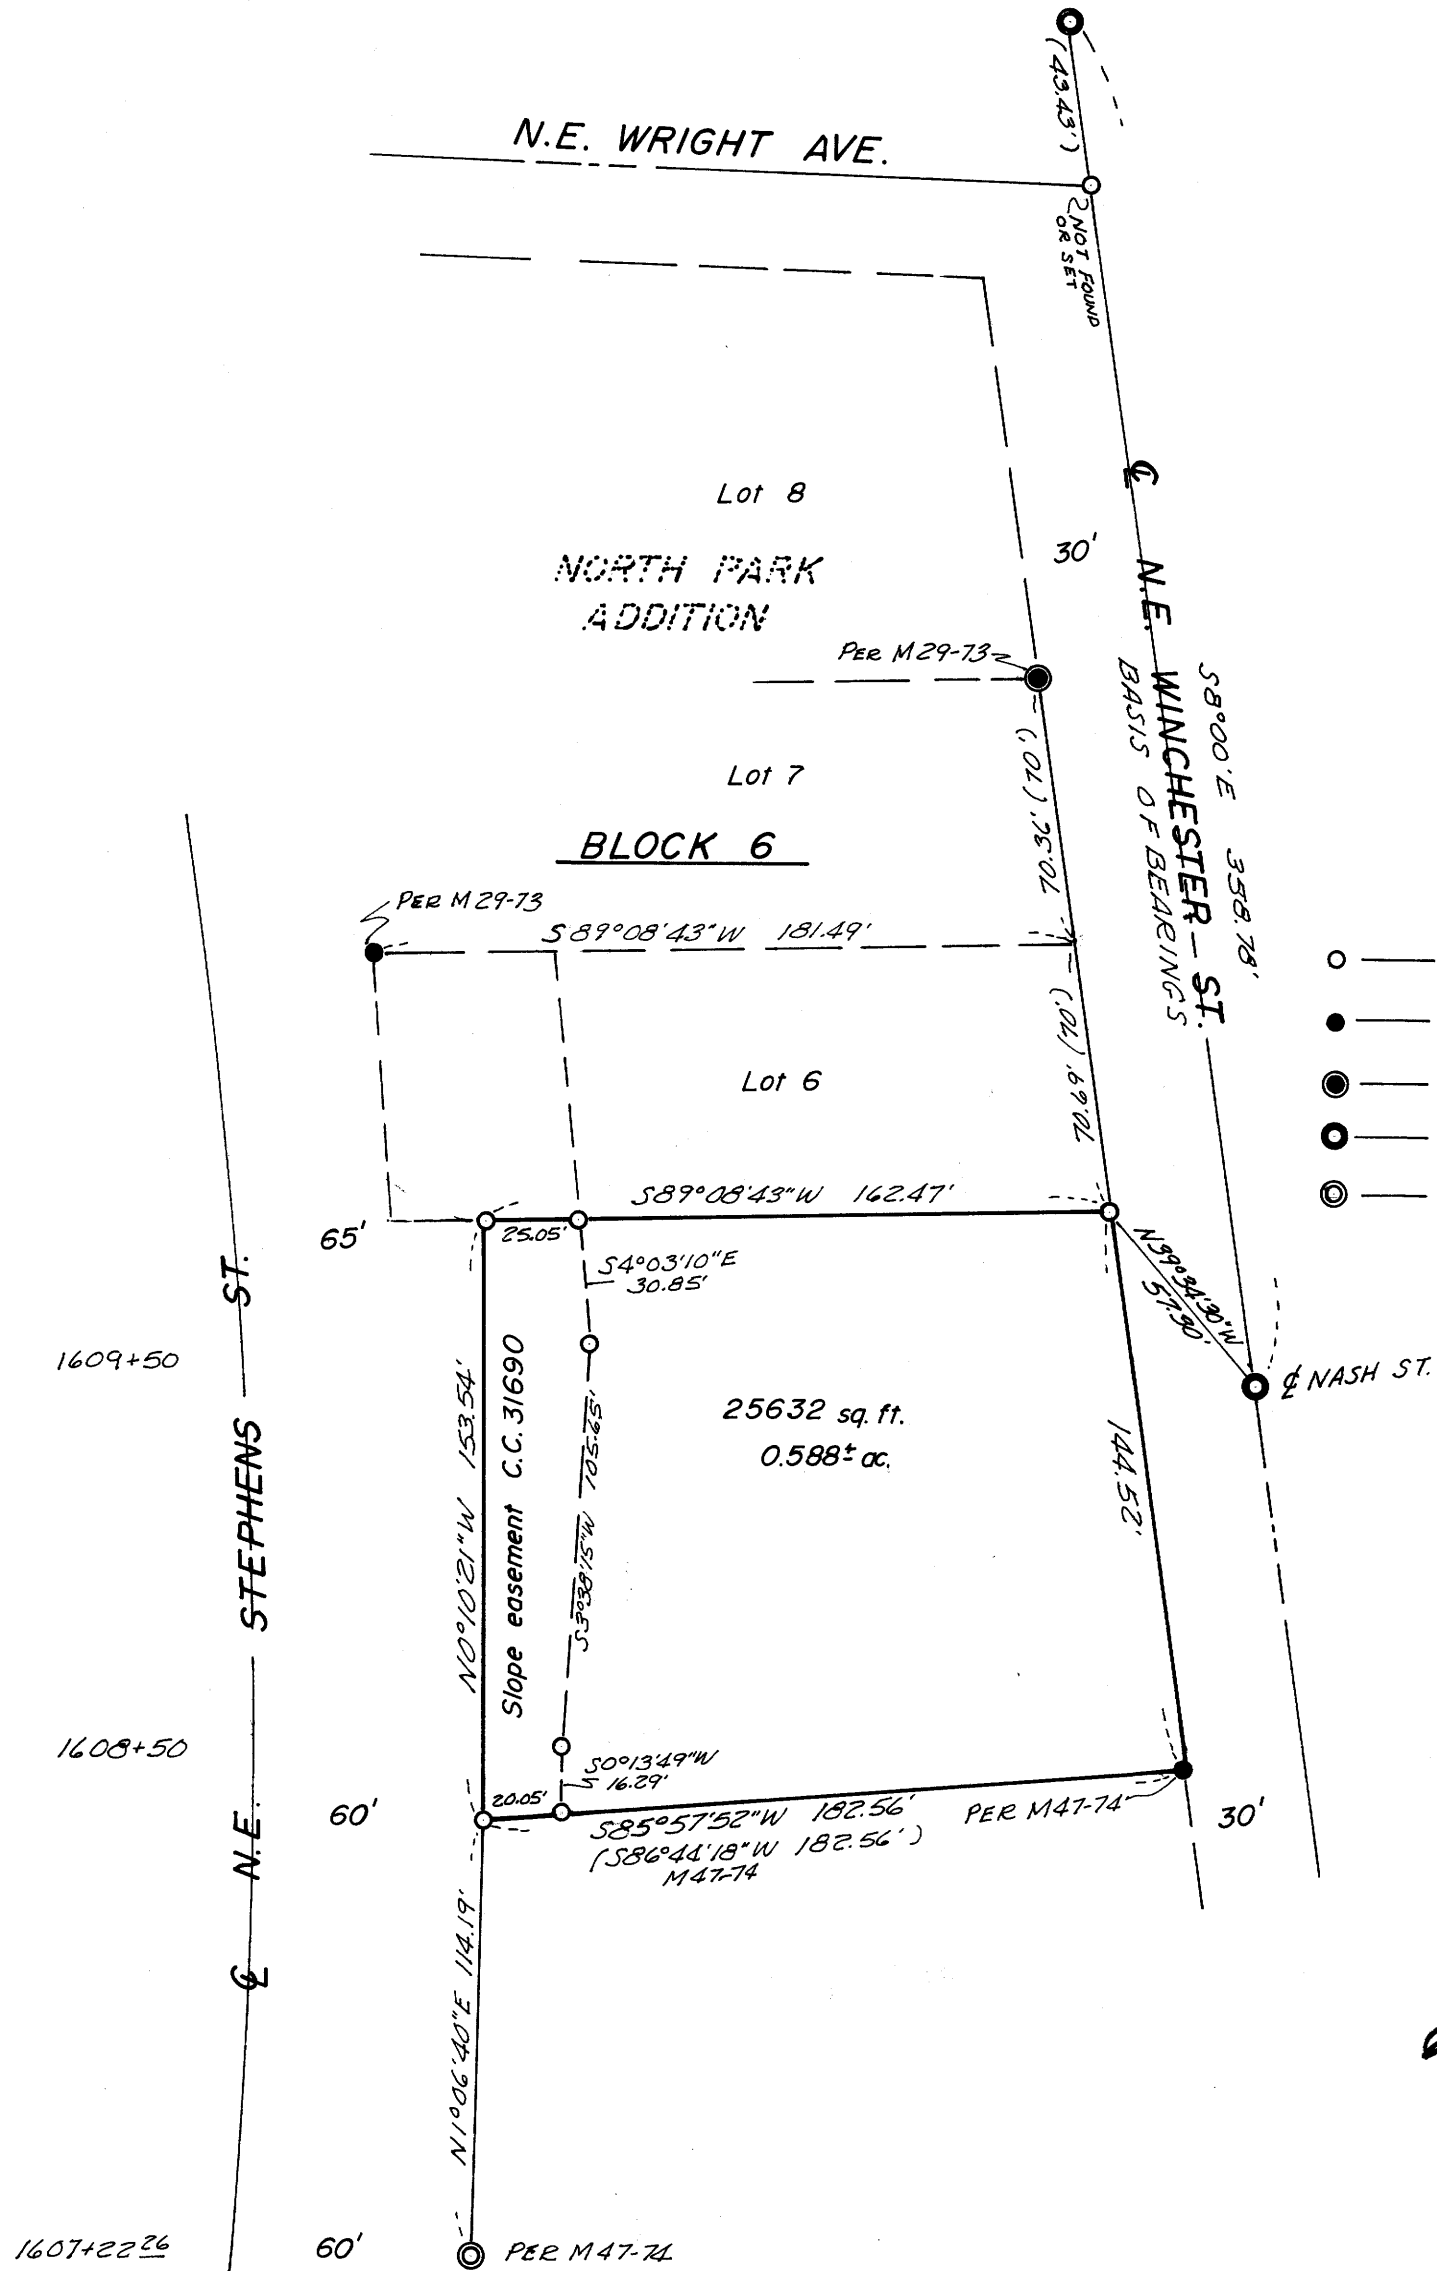 (43.43')
N.E. WRIGHT AVE.
NOT FOUND
OR SET
Lot 8
℄
30'
NORTH PARK
ADDITION
N.E. WINCHESTER ST.
PER M29-73
S8°00'E 358.78'
BASIS OF BEARINGS
70.36' (70')
Lot 7
BLOCK 6
PER M29-73
S89°08'43"W 181.49'
70.69' (70')
Lot 6
S89°08'43"W 162.47'
65'
25.05'
N39°34'30"W
57.90'
S4°03'10"E
30.85'
1609+50
℄ NASH ST.
℄ N.E. STEPHENS ST.
N0°10'21"W 153.54'
Slope easement C.C. 31690
S3°38'15"W 105.65'
25632 sq. ft.
0.588± ac.
144.52'
1608+50
S0°13'49"W
16.29'
20.05'
60'
S85°57'52"W 182.56'
(S86°44'18"W 182.56')
M47-74
PER M47-74
30'
N1°06'40"E 114.19'
1607+22 26
60'
PER M47-74